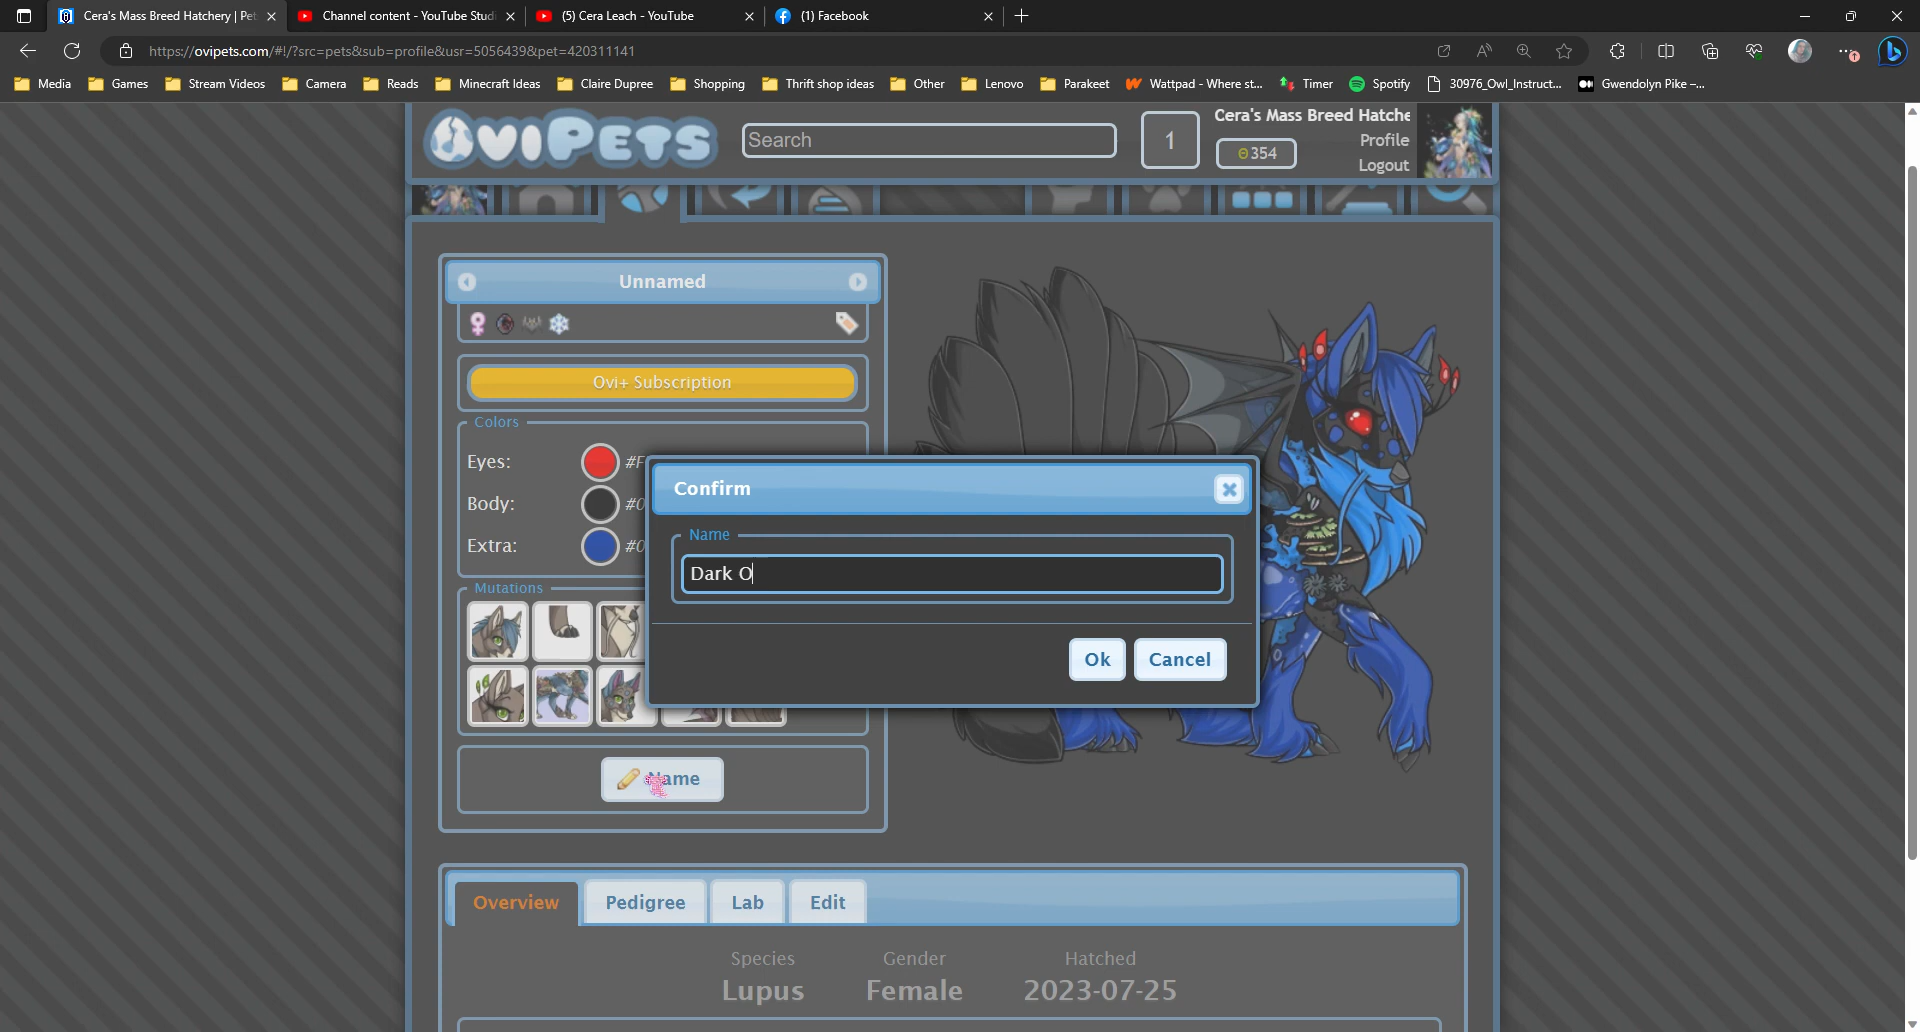 Cera's Mass Breed Hatchery | Pet
Channel content - YouTube Studi
(5) Cera Leach - YouTube
(1) Facebook
https://ovipets.com/#!/?src=pets&sub=profile&usr=5056439&pet=420311141
Media
Games
Stream Videos
Camera
Reads
Minecraft Ideas
Claire Dupree
Shopping
Thrift shop ideas
Other
Lenovo
Parakeet
Wattpad - Where st...
Timer
Spotify
30976_Owl_Instruct...
Gwendolyn Pike –...
OviPets
Search
1
Cera's Mass Breed Hatche
354
Profile
Logout
Unnamed
Ovi+ Subscription
Colors
Eyes: #F
Body: #0
Extra: #0
Mutations
Name
Confirm
Name
Dark O
Ok
Cancel
Overview
Pedigree
Lab
Edit
Species
Gender
Hatched
Lupus
Female
2023-07-25